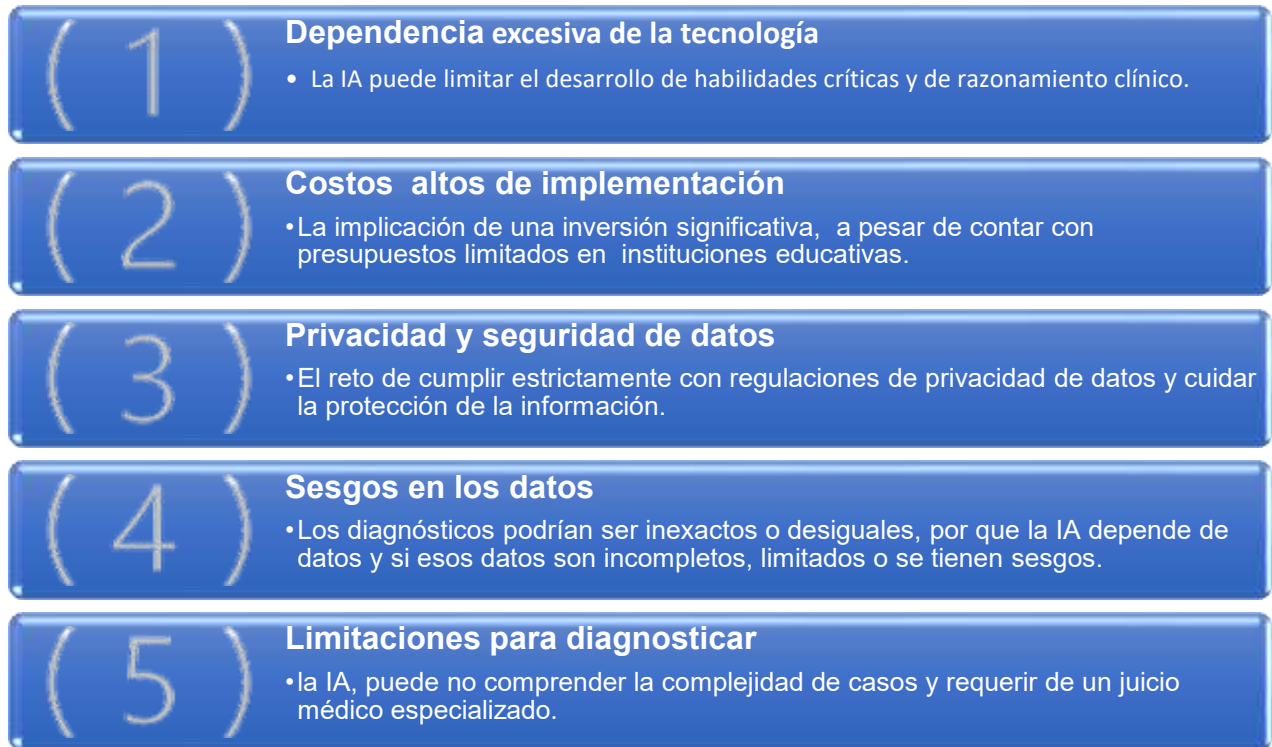 ( 1 )
Dependencia excesiva de la tecnología
• La IA puede limitar el desarrollo de habilidades críticas y de razonamiento clínico.
( 2 )
Costos altos de implementación
•La implicación de una inversión significativa, a pesar de contar con
presupuestos limitados en instituciones educativas.
( 3 )
Privacidad y seguridad de datos
•El reto de cumplir estrictamente con regulaciones de privacidad de datos y cuidar
la protección de la información.
( 4 )
Sesgos en los datos
•Los diagnósticos podrían ser inexactos o desiguales, por que la IA depende de
datos y si esos datos son incompletos, limitados o se tienen sesgos.
( 5 )
Limitaciones para diagnosticar
•la IA, puede no comprender la complejidad de casos y requerir de un juicio
médico especializado.